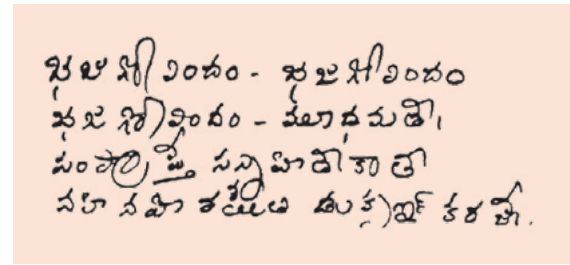 భజగోవిందం - భజగోవిందం
భజగోవిందం - మూఢమతే,
సంప్రాప్తే సన్నిహితేకాలే
నహి నహి రక్షతి డుకృఞ్ కరణే.